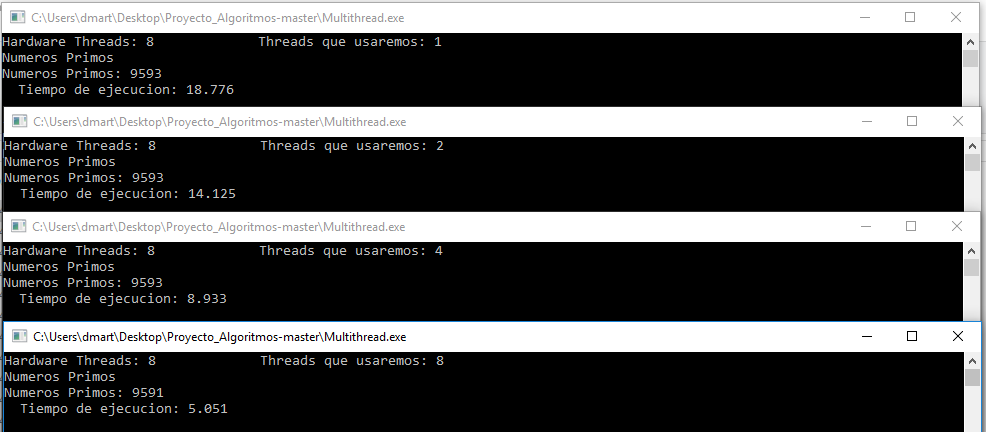 C:\Users\dmart\Desktop\Proyecto_Algoritmos-master\Multithread.exe
Hardware Threads: 8 Threads que usaremos: 1
Numeros Primos
Numeros Primos: 9593
Tiempo de ejecucion: 18.776
C:\Users\dmart\Desktop\Proyecto_Algoritmos-master\Multithread.exe
Hardware Threads: 8 Threads que usaremos: 2
Numeros Primos
Numeros Primos: 9593
Tiempo de ejecucion: 14.125
C:\Users\dmart\Desktop\Proyecto_Algoritmos-master\Multithread.exe
Hardware Threads: 8 Threads que usaremos: 4
Numeros Primos
Numeros Primos: 9593
Tiempo de ejecucion: 8.933
C:\Users\dmart\Desktop\Proyecto_Algoritmos-master\Multithread.exe
Hardware Threads: 8 Threads que usaremos: 8
Numeros Primos
Numeros Primos: 9591
Tiempo de ejecucion: 5.051